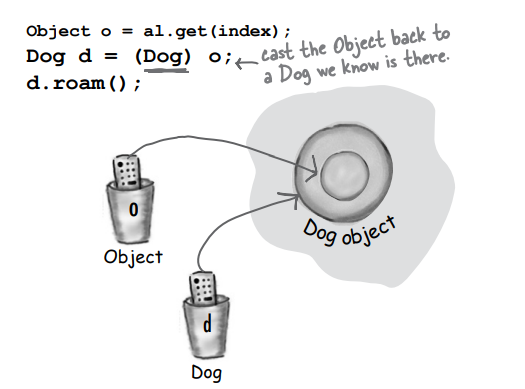 Object o = al.get(index);
Dog d = (Dog) o;
cast the Object back to
a Dog we know is there.
d.roam();
o
Object
Dog object
d
Dog